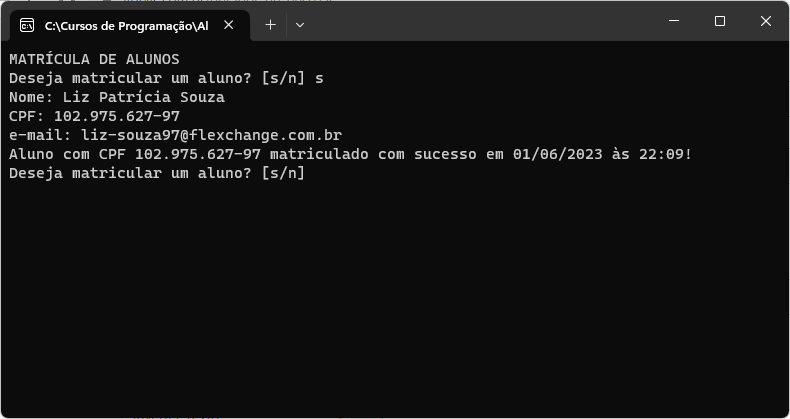 C:\Cursos de Programação\Al
MATRÍCULA DE ALUNOS
Deseja matricular um aluno? [s/n] s
Nome: Liz Patrícia Souza
CPF: 102.975.627-97
e-mail: liz-souza97@flexchange.com.br
Aluno com CPF 102.975.627-97 matriculado com sucesso em 01/06/2023 às 22:09!
Deseja matricular um aluno? [s/n]